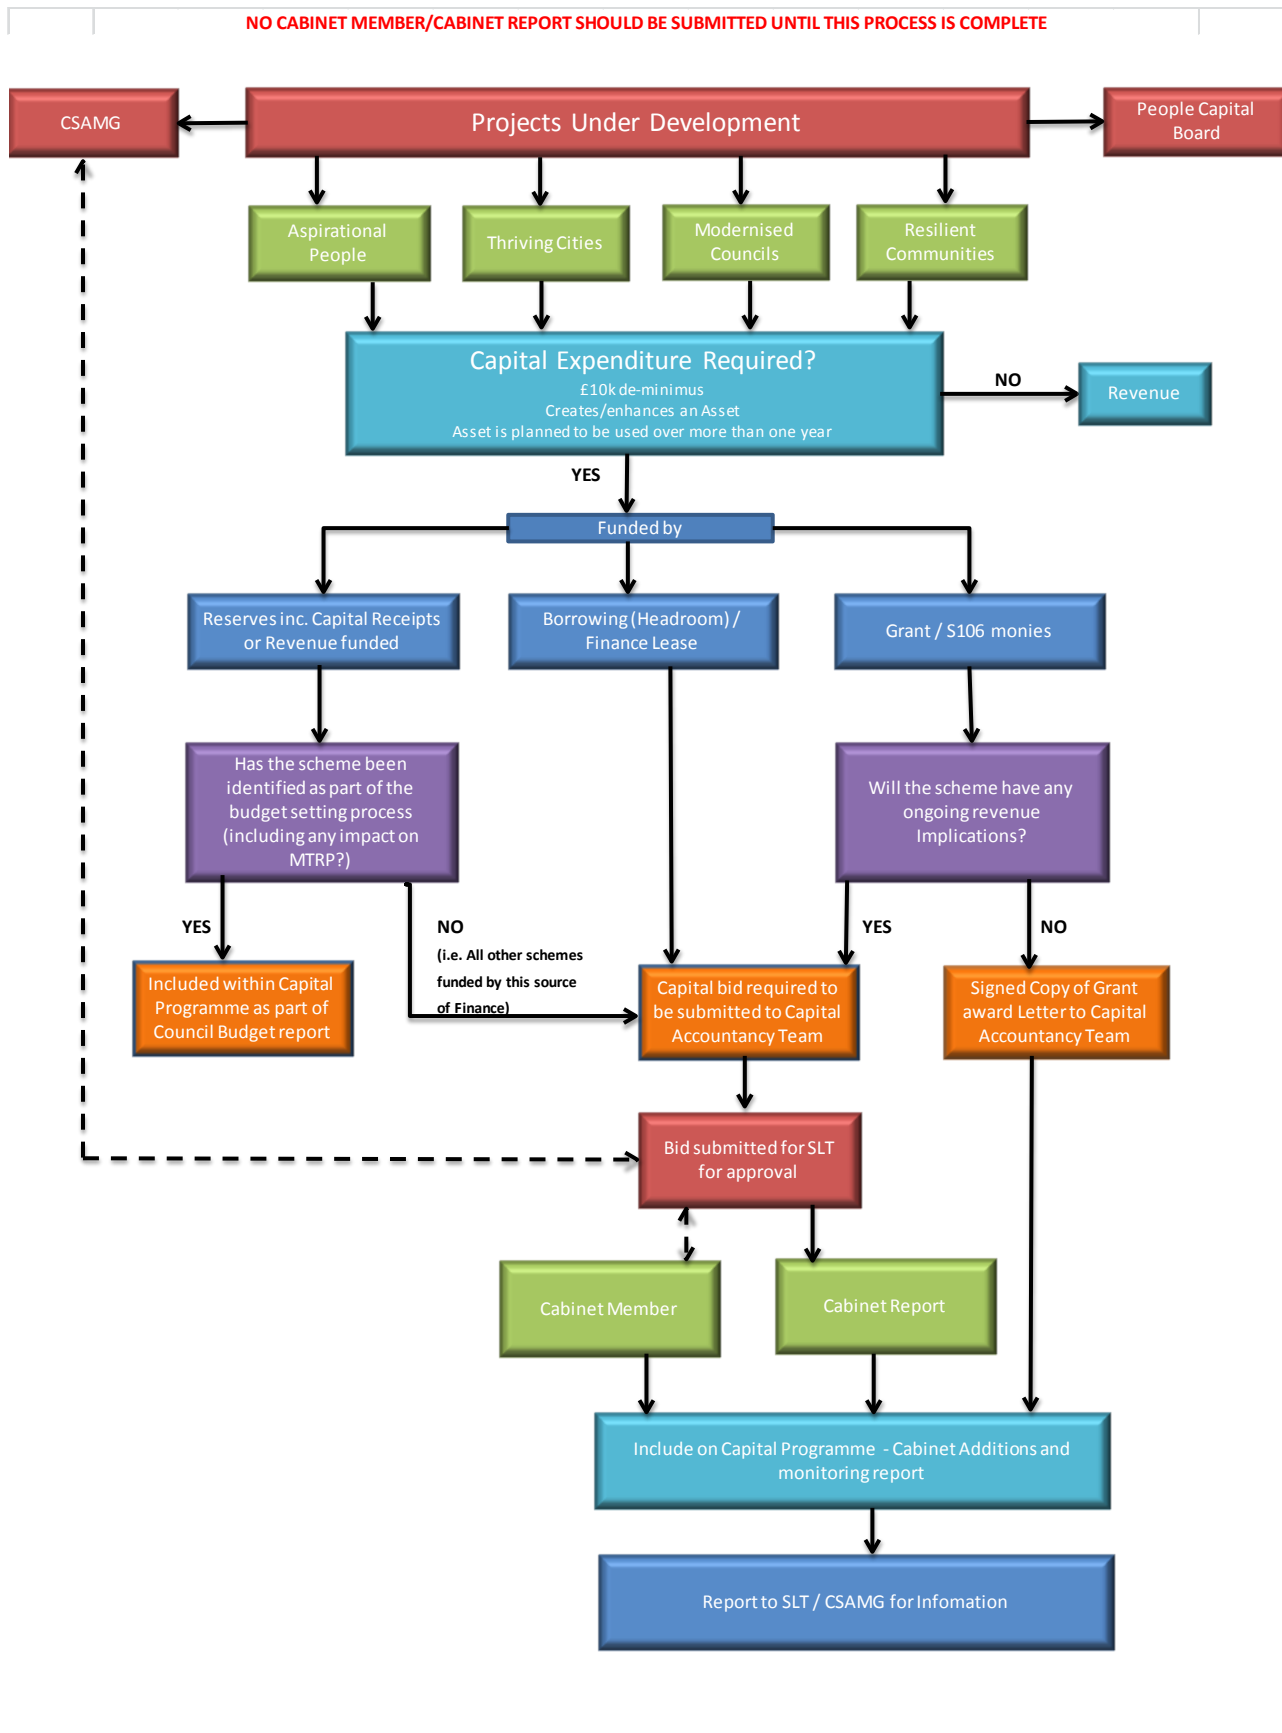 NO CABINET MEMBER/CABINET REPORT SHOULD BE SUBMITTED UNTIL THIS PROCESS IS COMPLETE
CSAMG
Projects Under Development
People Capital
Board
Aspirational
People
Thriving Cities
Modernised
Councils
Resilient
Communities
Capital Expenditure Required?
£10k de-minimus
Creates/enhances an Asset
Asset is planned to be used over more than one year
NO
Revenue
YES
Funded by
Reserves inc. Capital Receipts
or Revenue funded
Borrowing (Headroom) /
Finance Lease
Grant / S106 monies
Has the scheme been
identified as part of the
budget setting process
(including any impact on
MTRP?)
Will the scheme have any
ongoing revenue
Implications?
YES
NO
(i.e. All other schemes
funded by this source
of Finance)
YES
NO
Included within Capital
Programme as part of
Council Budget report
Capital bid required to
be submitted to Capital
Accountancy Team
Signed Copy of Grant
award Letter to Capital
Accountancy Team
Bid submitted for SLT
for approval
Cabinet Member
Cabinet Report
Include on Capital Programme - Cabinet Additions and
monitoring report
Report to SLT / CSAMG for Infomation